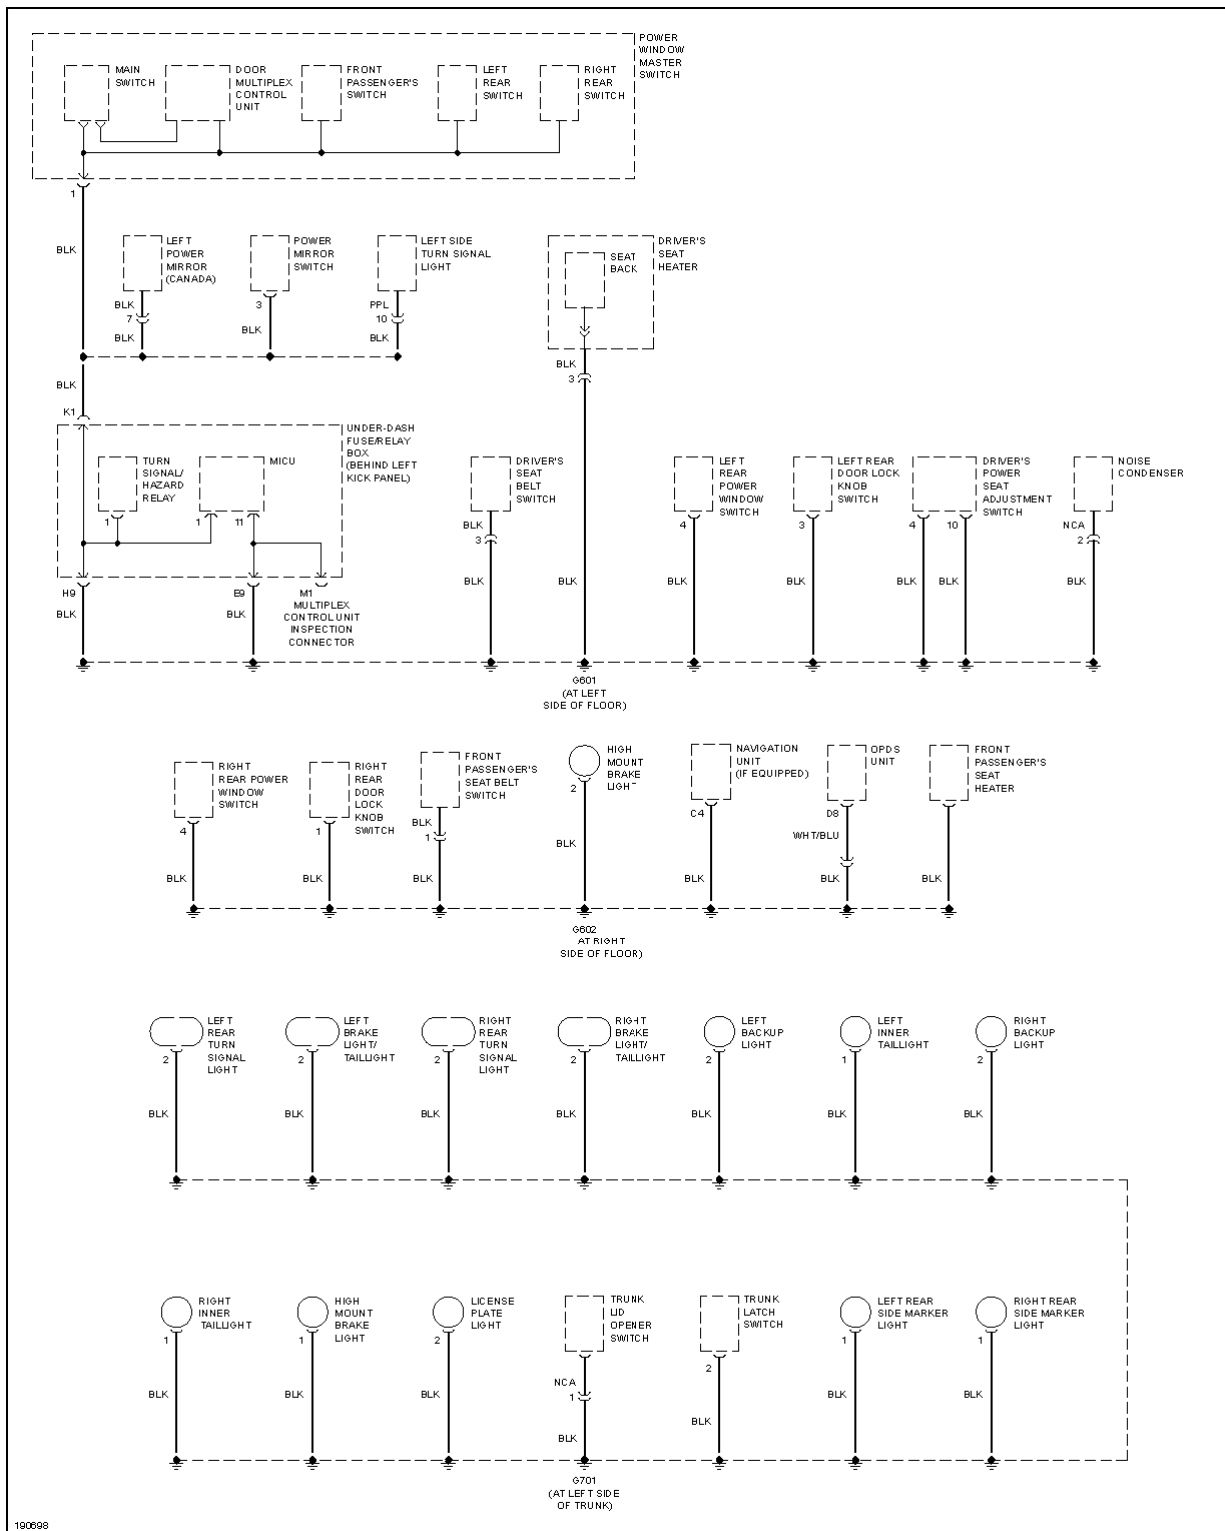 POWER
WINDOW
MASTER
SWITCH
MAIN
SWITCH
DOOR
MULTIPLEX
CONTROL
UNIT
FRONT
PASSENGER'S
SWITCH
LEFT
REAR
SWITCH
RIGHT
REAR
SWITCH
1
BLK
LEFT
POWER
MIRROR
(CANADA)
BLK
7
BLK
POWER
MIRROR
SWITCH
3
BLK
LEFT SIDE
TURN SIGNAL
LIGHT
PPL
10
BLK
DRIVER'S
SEAT
HEATER
SEAT
BACK
BLK
3
BLK
K1
UNDER-DASH
FUSE/RELAY
BOX
(BEHIND LEFT
KICK PANEL)
TURN
SIGNAL/
HAZARD
RELAY
1
MICU
1
11
H9
BLK
E9
BLK
M1
MULTIPLEX
CONTROL UNIT
INSPECTION
CONNECTOR
DRIVER'S
SEAT
BELT
SWITCH
BLK
3
BLK
BLK
LEFT
REAR
POWER
WINDOW
SWITCH
4
BLK
LEFT REAR
DOOR LOCK
KNOB
SWITCH
3
BLK
DRIVER'S
POWER
SEAT
ADJUSTMENT
SWITCH
4
10
BLK
BLK
NOISE
CONDENSER
NCA
2
BLK
G601
(AT LEFT
SIDE OF FLOOR)
RIGHT
REAR POWER
WINDOW
SWITCH
4
BLK
RIGHT
REAR
DOOR
LOCK
KNOB
SWITCH
1
BLK
FRONT
PASSENGER'S
SEAT BELT
SWITCH
BLK
1
BLK
HIGH
MOUNT
BRAKE
LIGHT
2
BLK
NAVIGATION
UNIT
(IF EQUIPPED)
C4
BLK
OPDS
UNIT
D8
WHT/BLU
BLK
FRONT
PASSENGER'S
SEAT
HEATER
BLK
G602
AT RIGHT
SIDE OF FLOOR)
LEFT
REAR
TURN
SIGNAL
LIGHT
2
BLK
LEFT
BRAKE
LIGHT/
TAILLIGHT
2
BLK
RIGHT
REAR
TURN
SIGNAL
LIGHT
2
BLK
RIGHT
BRAKE
LIGHT/
TAILLIGHT
2
BLK
LEFT
BACKUP
LIGHT
2
BLK
LEFT
INNER
TAILLIGHT
1
BLK
RIGHT
BACKUP
LIGHT
2
BLK
RIGHT
INNER
TAILLIGHT
1
BLK
HIGH
MOUNT
BRAKE
LIGHT
1
BLK
LICENSE
PLATE
LIGHT
2
BLK
TRUNK
LID
OPENER
SWITCH
NCA
1
BLK
TRUNK
LATCH
SWITCH
2
BLK
LEFT REAR
SIDE MARKER
LIGHT
1
BLK
RIGHT REAR
SIDE MARKER
LIGHT
1
BLK
G701
(AT LEFT SIDE
OF TRUNK)
190698